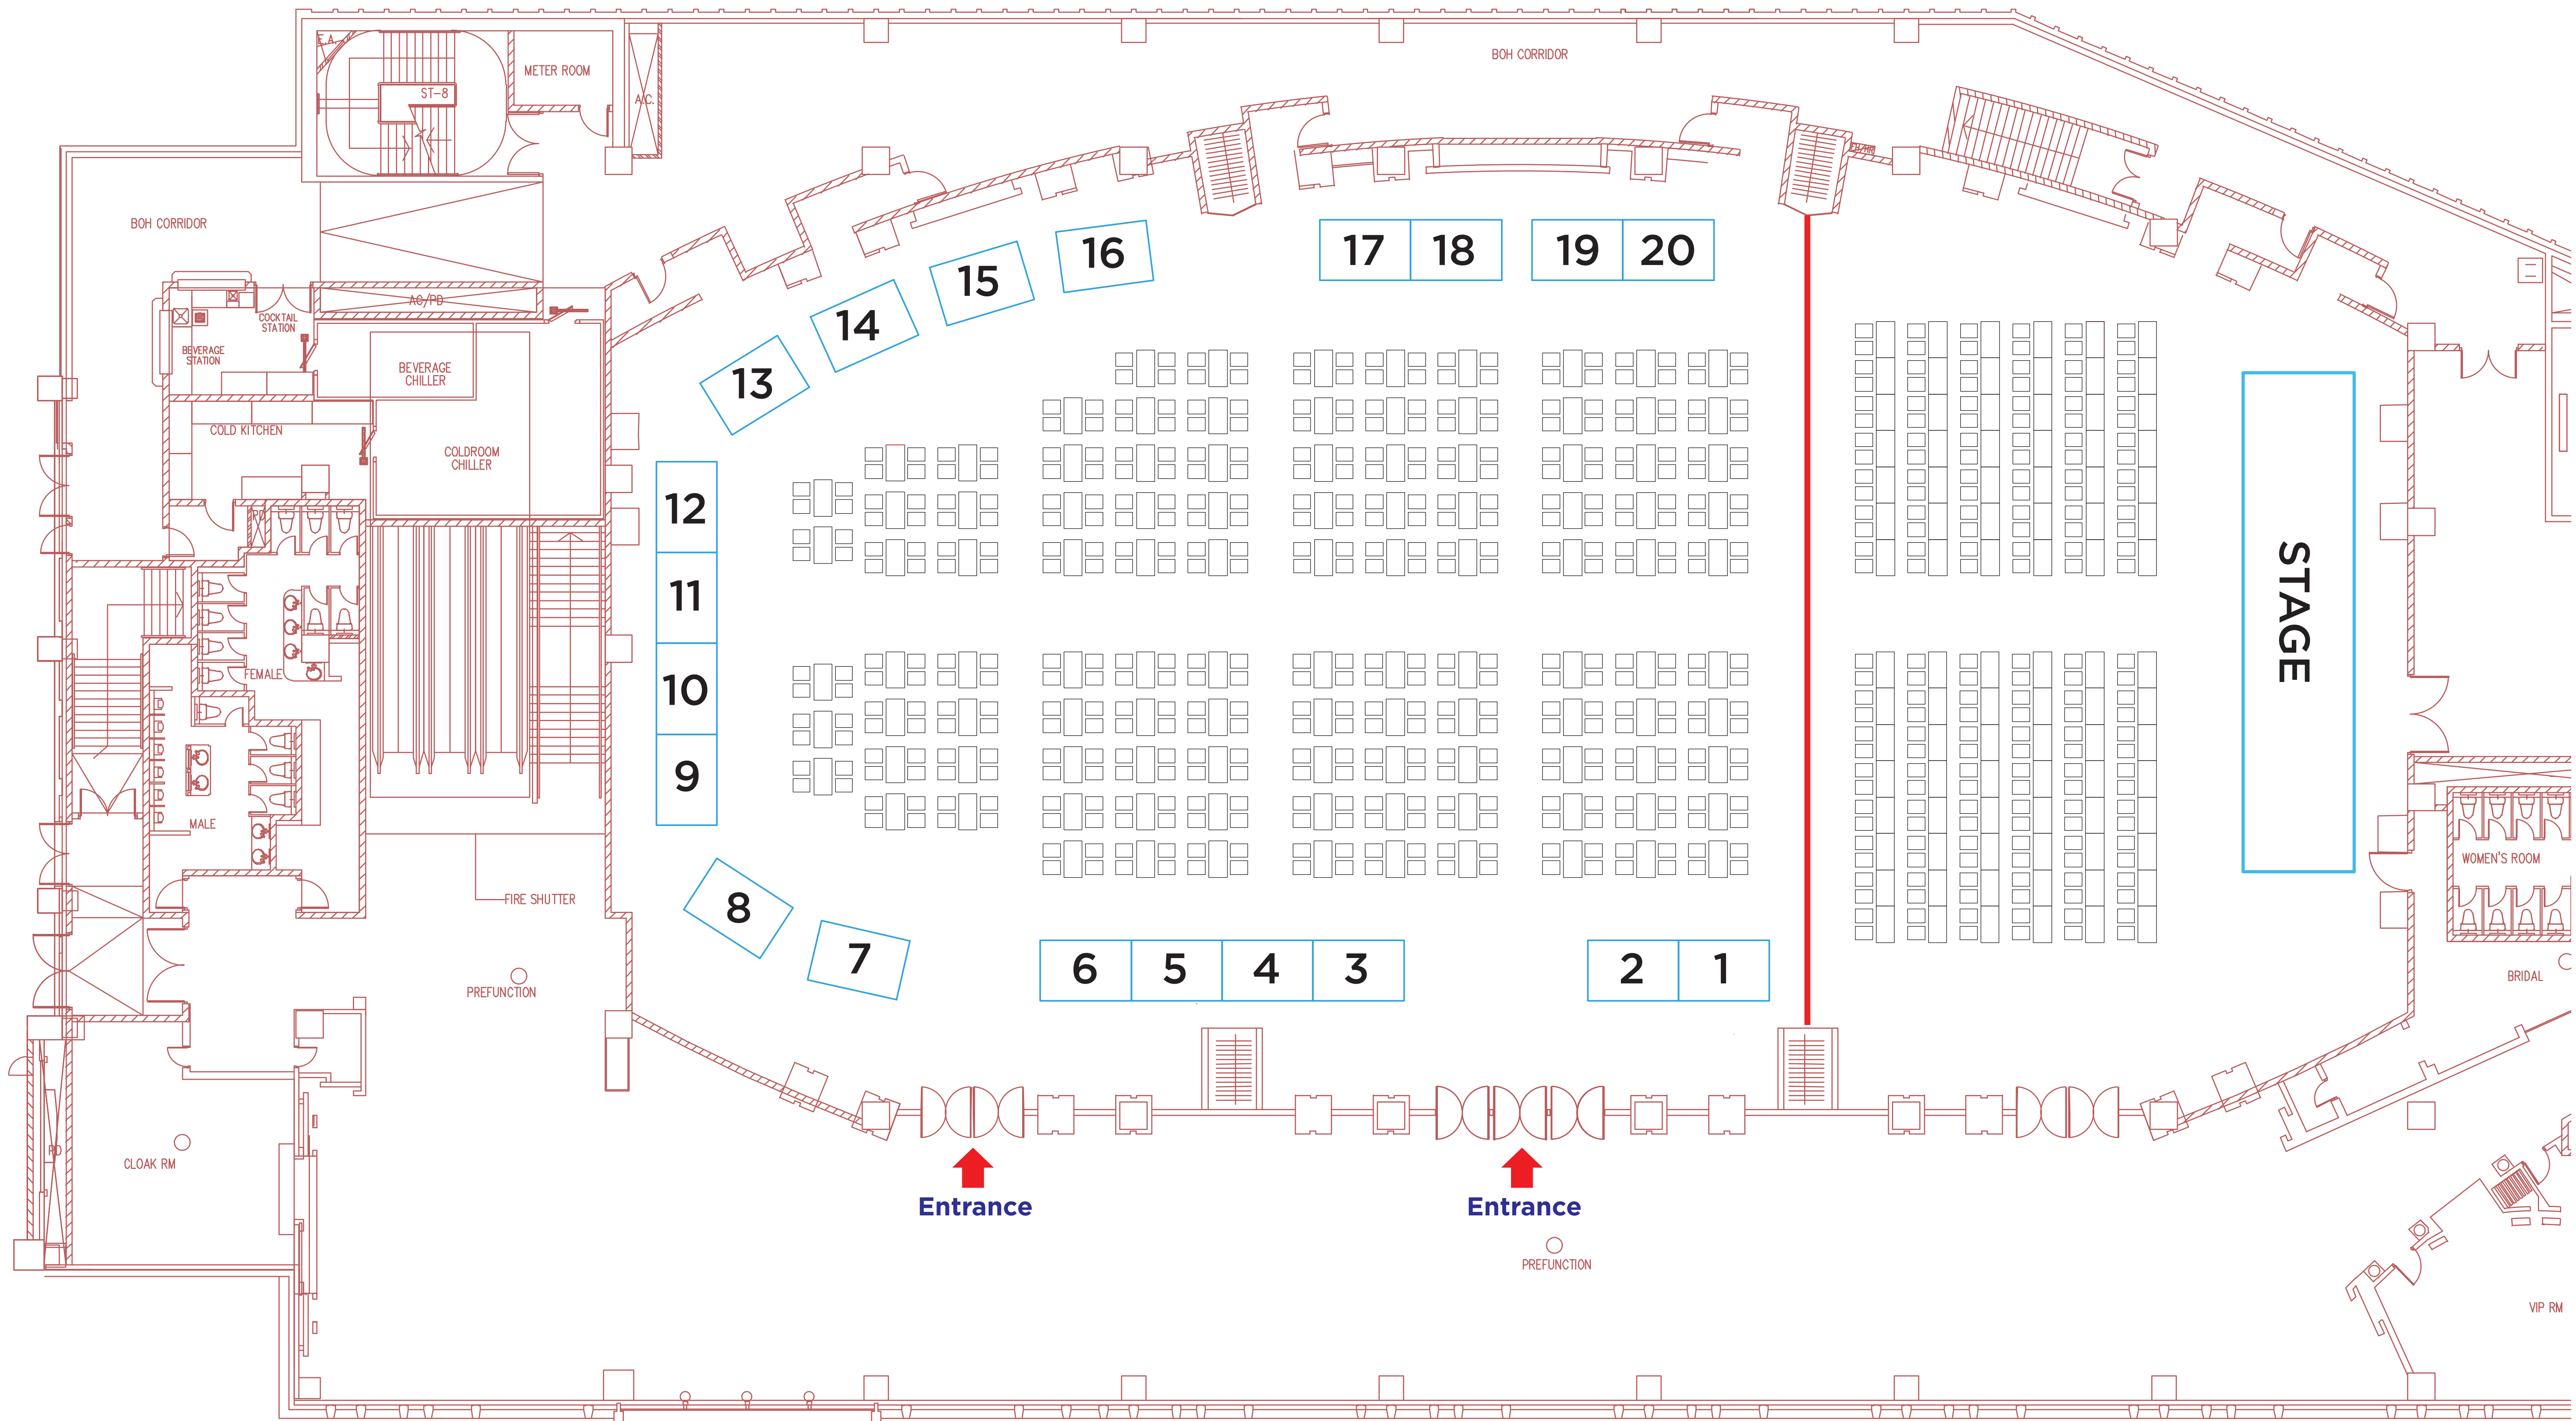 E.A.
METER ROOM
ST-8
A/C.
BOH CORRIDOR
BOH CORRIDOR
17
18
19
20
16
15
14
13
AC/PD
COCKTAIL
STATION
BEVERAGE
STATION
BEVERAGE
CHILLER
COLD KITCHEN
COLDROOM
CHILLER
PD
12
11
10
9
STAGE
FEMALE
MALE
FIRE SHUTTER
WOMEN'S ROOM
8
7
6
5
4
3
2
1
PREFUNCTION
BRIDAL
CLOAK RM
PD
Entrance
Entrance
PREFUNCTION
VIP RM